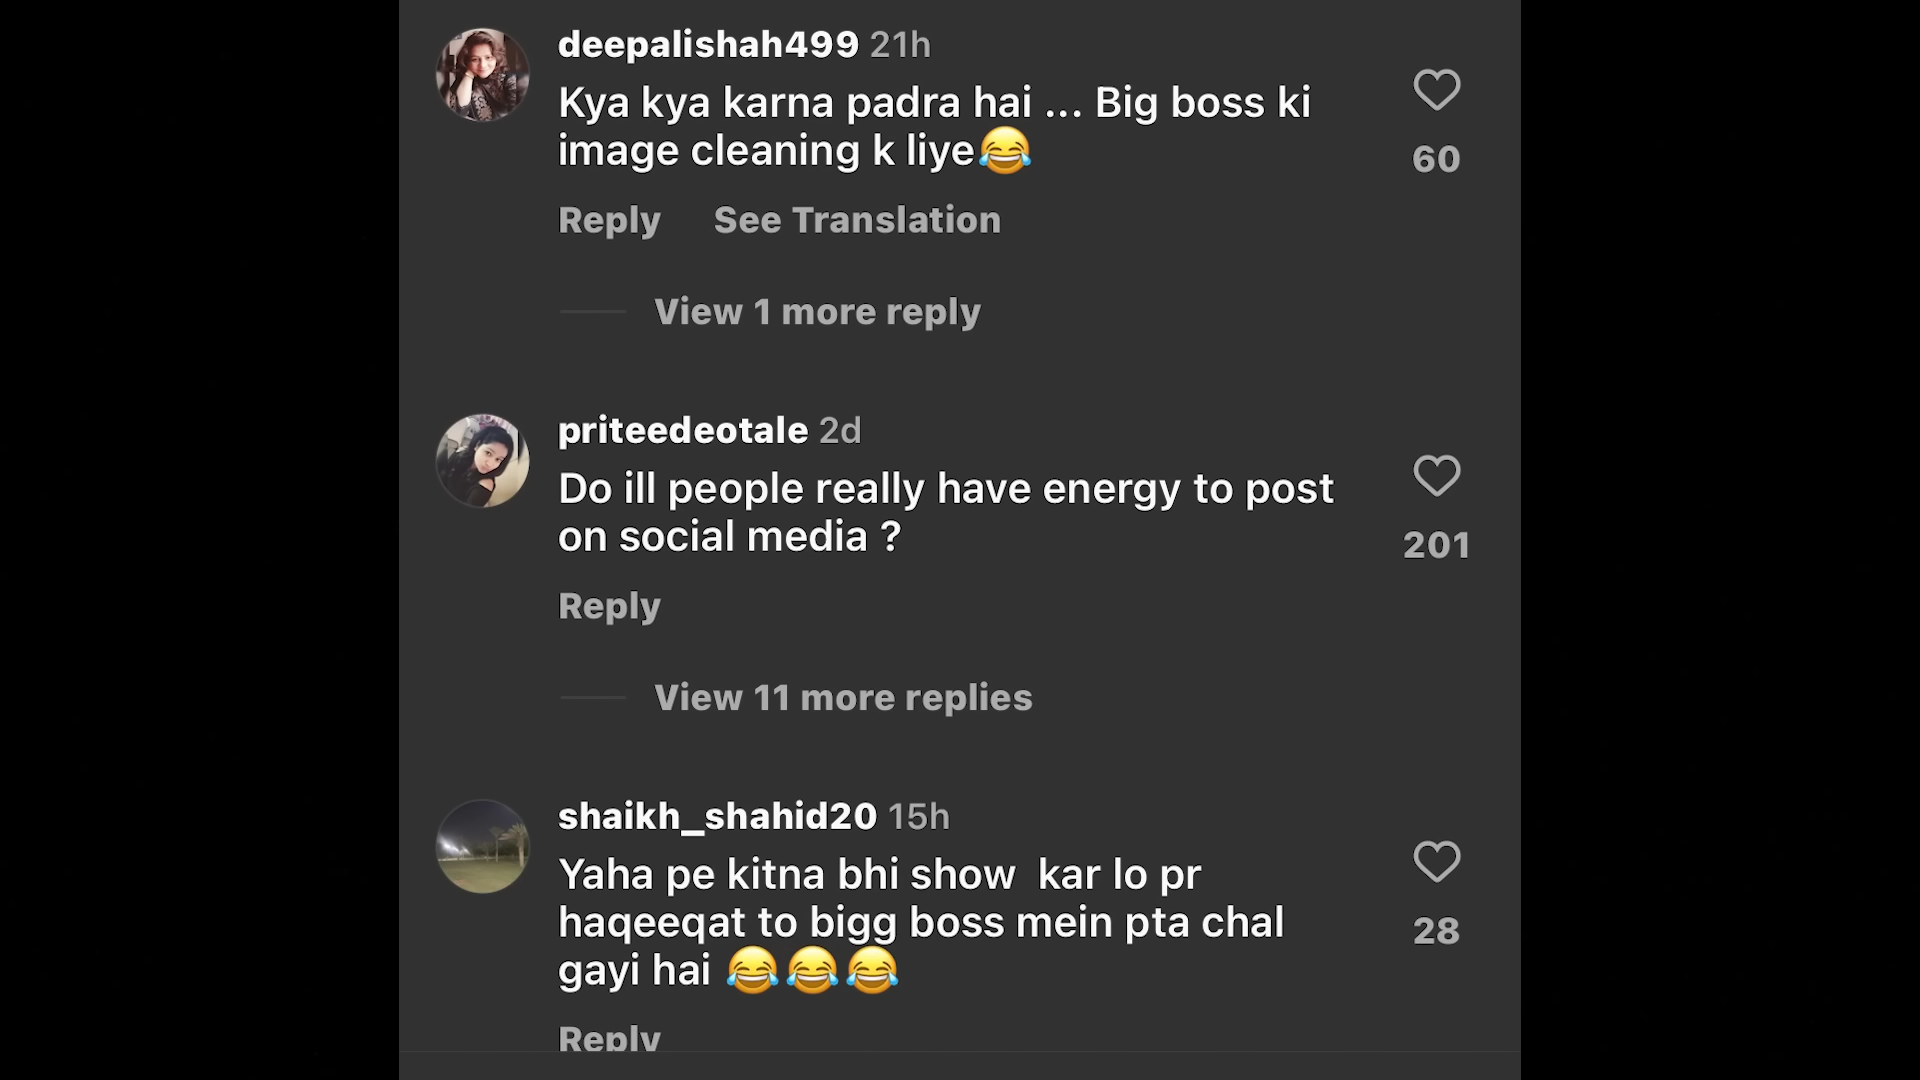 deepalishah499 21h
Kya kya karna padra hai ... Big boss ki
image cleaning k liye😂
60
Reply See Translation
View 1 more reply
priteedeotale 2d
Do ill people really have energy to post
on social media ?
201
Reply
View 11 more replies
shaikh_shahid20 15h
Yaha pe kitna bhi show  kar lo pr
haqeeqat to bigg boss mein pta chal
gayi hai 😂😂😂
28
Reply